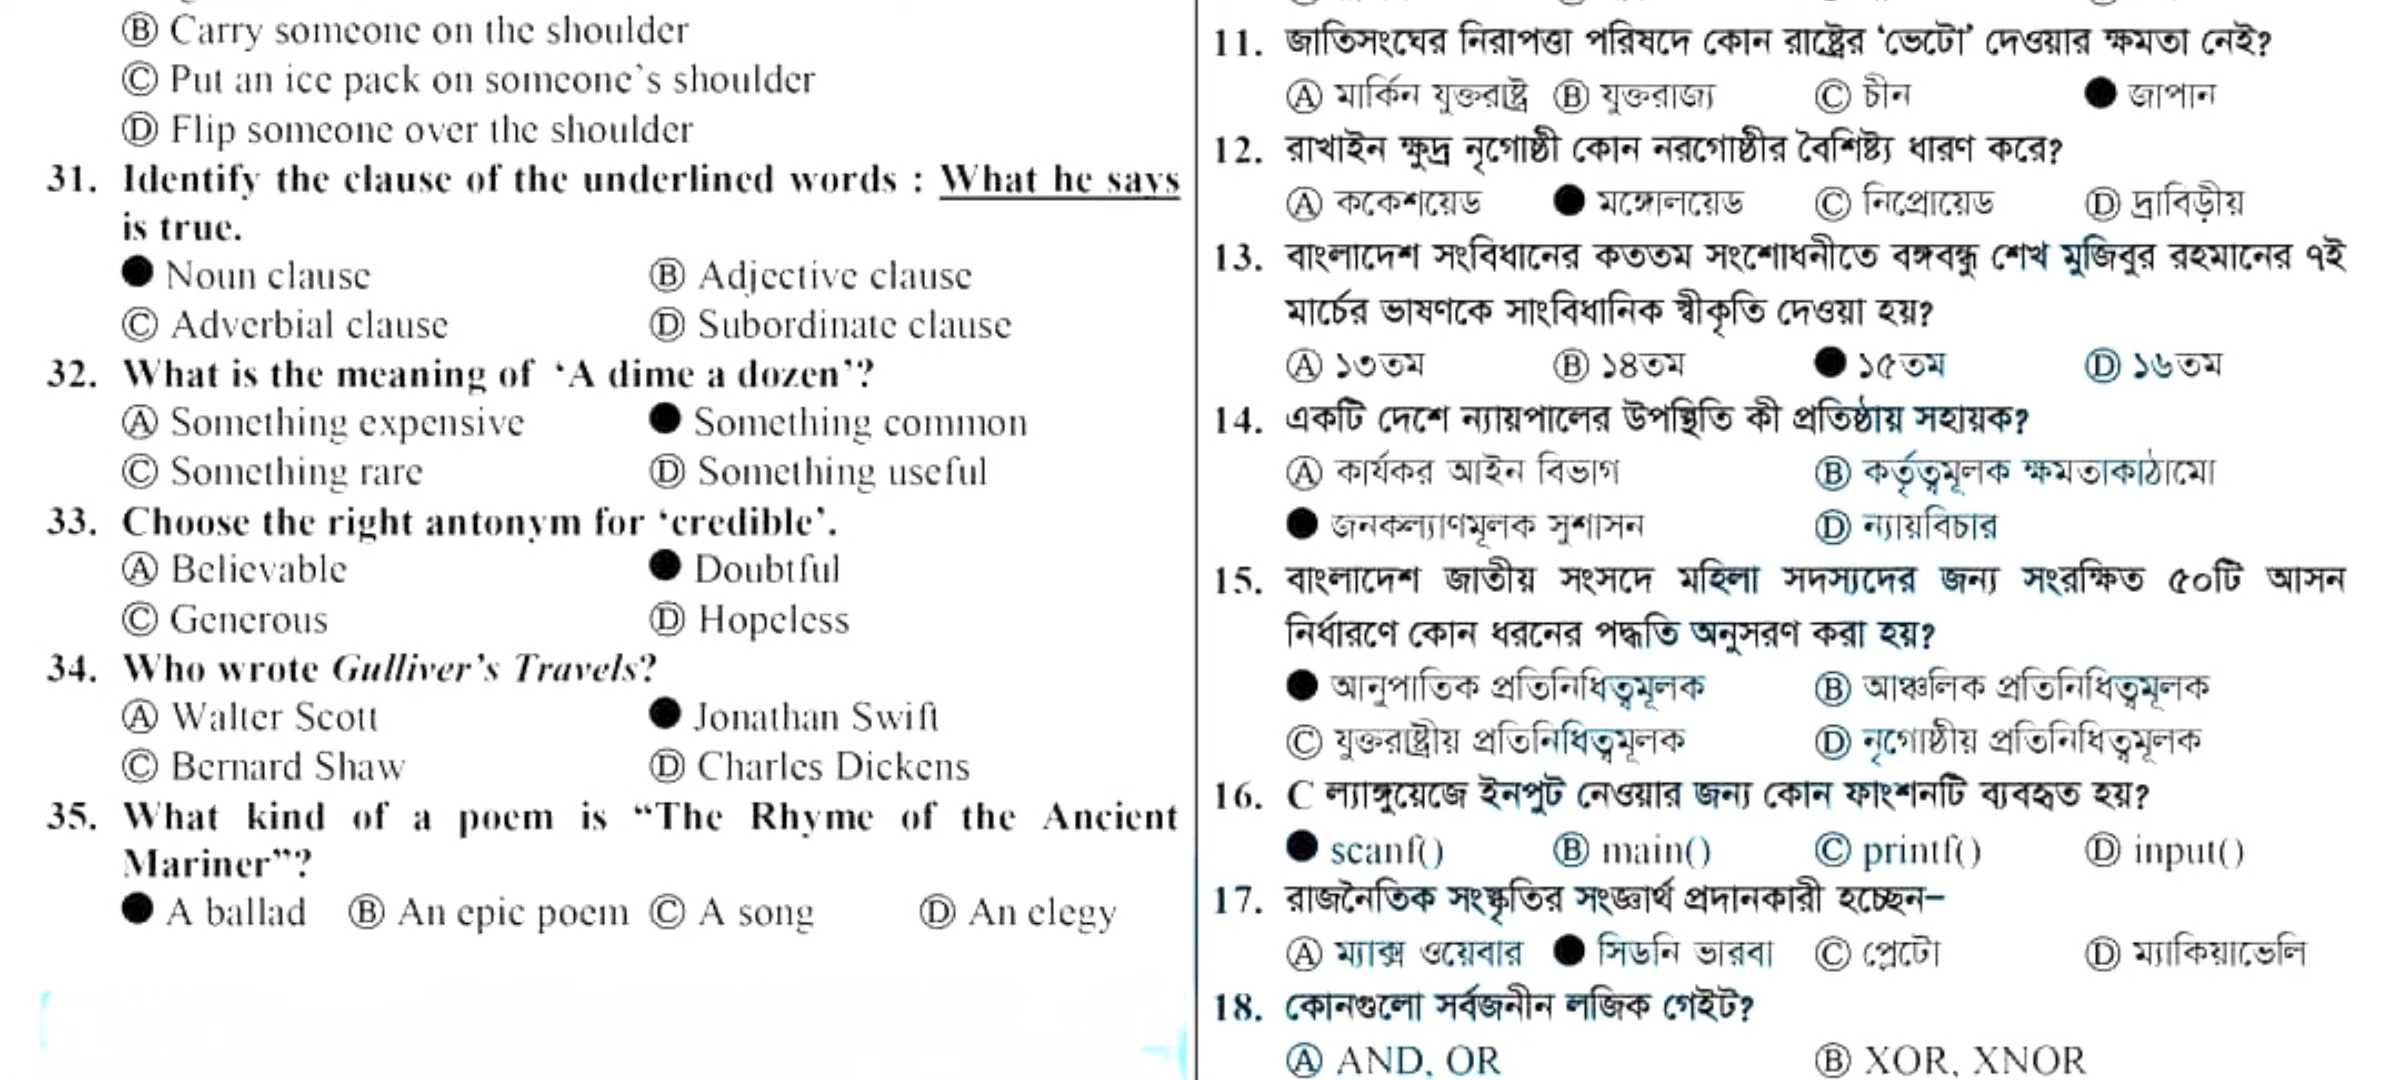 Ⓑ Carry someone on the shoulder
Ⓒ Put an ice pack on someone's shoulder
Ⓓ Flip someone over the shoulder
31. Identify the clause of the underlined words : What he says
is true.
● Noun clause Ⓑ Adjective clause
Ⓒ Adverbial clause Ⓓ Subordinate clause
32. What is the meaning of ‘A dime a dozen’?
Ⓐ Something expensive ● Something common
Ⓒ Something rare Ⓓ Something useful
33. Choose the right antonym for ‘credible’.
Ⓐ Believable ● Doubtful
Ⓒ Generous Ⓓ Hopeless
34. Who wrote Gulliver’s Travels?
Ⓐ Walter Scott ● Jonathan Swift
Ⓒ Bernard Shaw Ⓓ Charles Dickens
35. What kind of a poem is “The Rhyme of the Ancient
Mariner”?
● A ballad Ⓑ An epic poem Ⓒ A song Ⓓ An elegy
11. জাতিসংঘের নিরাপত্তা পরিষদে কোন রাষ্ট্রের ‘ভেটো’ দেওয়ার ক্ষমতা নেই?
Ⓐ মার্কিন যুক্তরাষ্ট্র Ⓑ যুক্তরাজ্য Ⓒ চীন ● জাপান
12. রাখাইন ক্ষুদ্র নৃগোষ্ঠী কোন নরগোষ্ঠীর বৈশিষ্ট্য ধারণ করে?
Ⓐ ককেশয়েড ● মঙ্গোলয়েড Ⓒ নিগ্রোয়েড Ⓓ দ্রাবিড়ীয়
13. বাংলাদেশ সংবিধানের কততম সংশোধনীতে বঙ্গবন্ধু শেখ মুজিবুর রহমানের ৭ই
মার্চের ভাষণকে সাংবিধানিক স্বীকৃতি দেওয়া হয়?
Ⓐ ১৩তম Ⓑ ১৪তম ● ১৫তম Ⓓ ১৬তম
14. একটি দেশে ন্যায়পালের উপস্থিতি কী প্রতিষ্ঠায় সহায়ক?
Ⓐ কার্যকর আইন বিভাগ Ⓑ কর্তৃত্বমূলক ক্ষমতাকাঠামো
● জনকল্যাণমূলক সুশাসন Ⓓ ন্যায়বিচার
15. বাংলাদেশ জাতীয় সংসদে মহিলা সদস্যদের জন্য সংরক্ষিত ৫০টি আসন
নির্ধারণে কোন ধরনের পদ্ধতি অনুসরণ করা হয়?
● আনুপাতিক প্রতিনিধিত্বমূলক Ⓑ আঞ্চলিক প্রতিনিধিত্বমূলক
Ⓒ যুক্তরাষ্ট্রীয় প্রতিনিধিত্বমূলক Ⓓ নৃগোষ্ঠীয় প্রতিনিধিত্বমূলক
16. C ল্যাঙ্গুয়েজে ইনপুট নেওয়ার জন্য কোন ফাংশনটি ব্যবহৃত হয়?
● scanf() Ⓑ main() Ⓒ printf() Ⓓ input()
17. রাজনৈতিক সংস্কৃতির সংজ্ঞার্থ প্রদানকারী হচ্ছেন–
Ⓐ ম্যাক্স ওয়েবার ● সিডনি ভারবা Ⓒ প্লেটো Ⓓ ম্যাকিয়াভেলি
18. কোনগুলো সর্বজনীন লজিক গেইট?
Ⓐ AND, OR Ⓑ XOR, XNOR